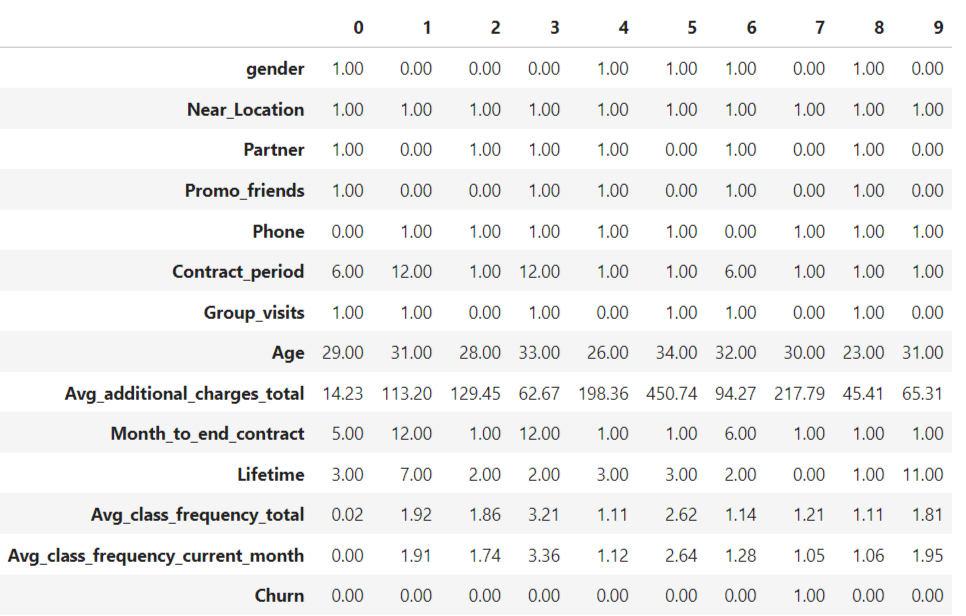 0 1 2 3 4 5 6 7 8 9
gender 1.00 0.00 0.00 0.00 1.00 1.00 1.00 0.00 1.00 0.00
Near_Location 1.00 1.00 1.00 1.00 1.00 1.00 1.00 1.00 1.00 1.00
Partner 1.00 0.00 1.00 1.00 1.00 0.00 1.00 0.00 1.00 0.00
Promo_friends 1.00 0.00 0.00 1.00 1.00 0.00 1.00 0.00 1.00 0.00
Phone 0.00 1.00 1.00 1.00 1.00 1.00 0.00 1.00 1.00 1.00
Contract_period 6.00 12.00 1.00 12.00 1.00 1.00 6.00 1.00 1.00 1.00
Group_visits 1.00 1.00 0.00 1.00 0.00 1.00 1.00 0.00 1.00 0.00
Age 29.00 31.00 28.00 33.00 26.00 34.00 32.00 30.00 23.00 31.00
Avg_additional_charges_total 14.23 113.20 129.45 62.67 198.36 450.74 94.27 217.79 45.41 65.31
Month_to_end_contract 5.00 12.00 1.00 12.00 1.00 1.00 6.00 1.00 1.00 1.00
Lifetime 3.00 7.00 2.00 2.00 3.00 3.00 2.00 0.00 1.00 11.00
Avg_class_frequency_total 0.02 1.92 1.86 3.21 1.11 2.62 1.14 1.21 1.11 1.81
Avg_class_frequency_current_month 0.00 1.91 1.74 3.36 1.12 2.64 1.28 1.05 1.06 1.95
Churn 0.00 0.00 0.00 0.00 0.00 0.00 0.00 1.00 0.00 0.00